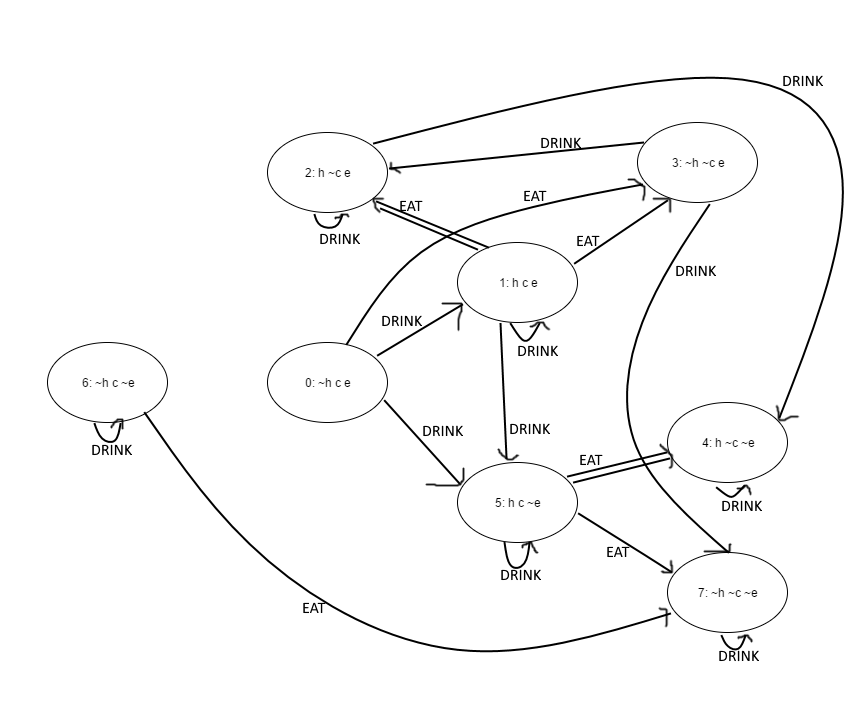 DRINK
DRINK
2: h ~c e
3: ~h ~c e
EAT
EAT
DRINK
EAT
DRINK
1: h c e
DRINK
DRINK
6: ~h c ~e
0: ~h c e
DRINK
DRINK
DRINK
EAT
4: h ~c ~e
5: h c ~e
DRINK
EAT
DRINK
7: ~h ~c ~e
EAT
DRINK